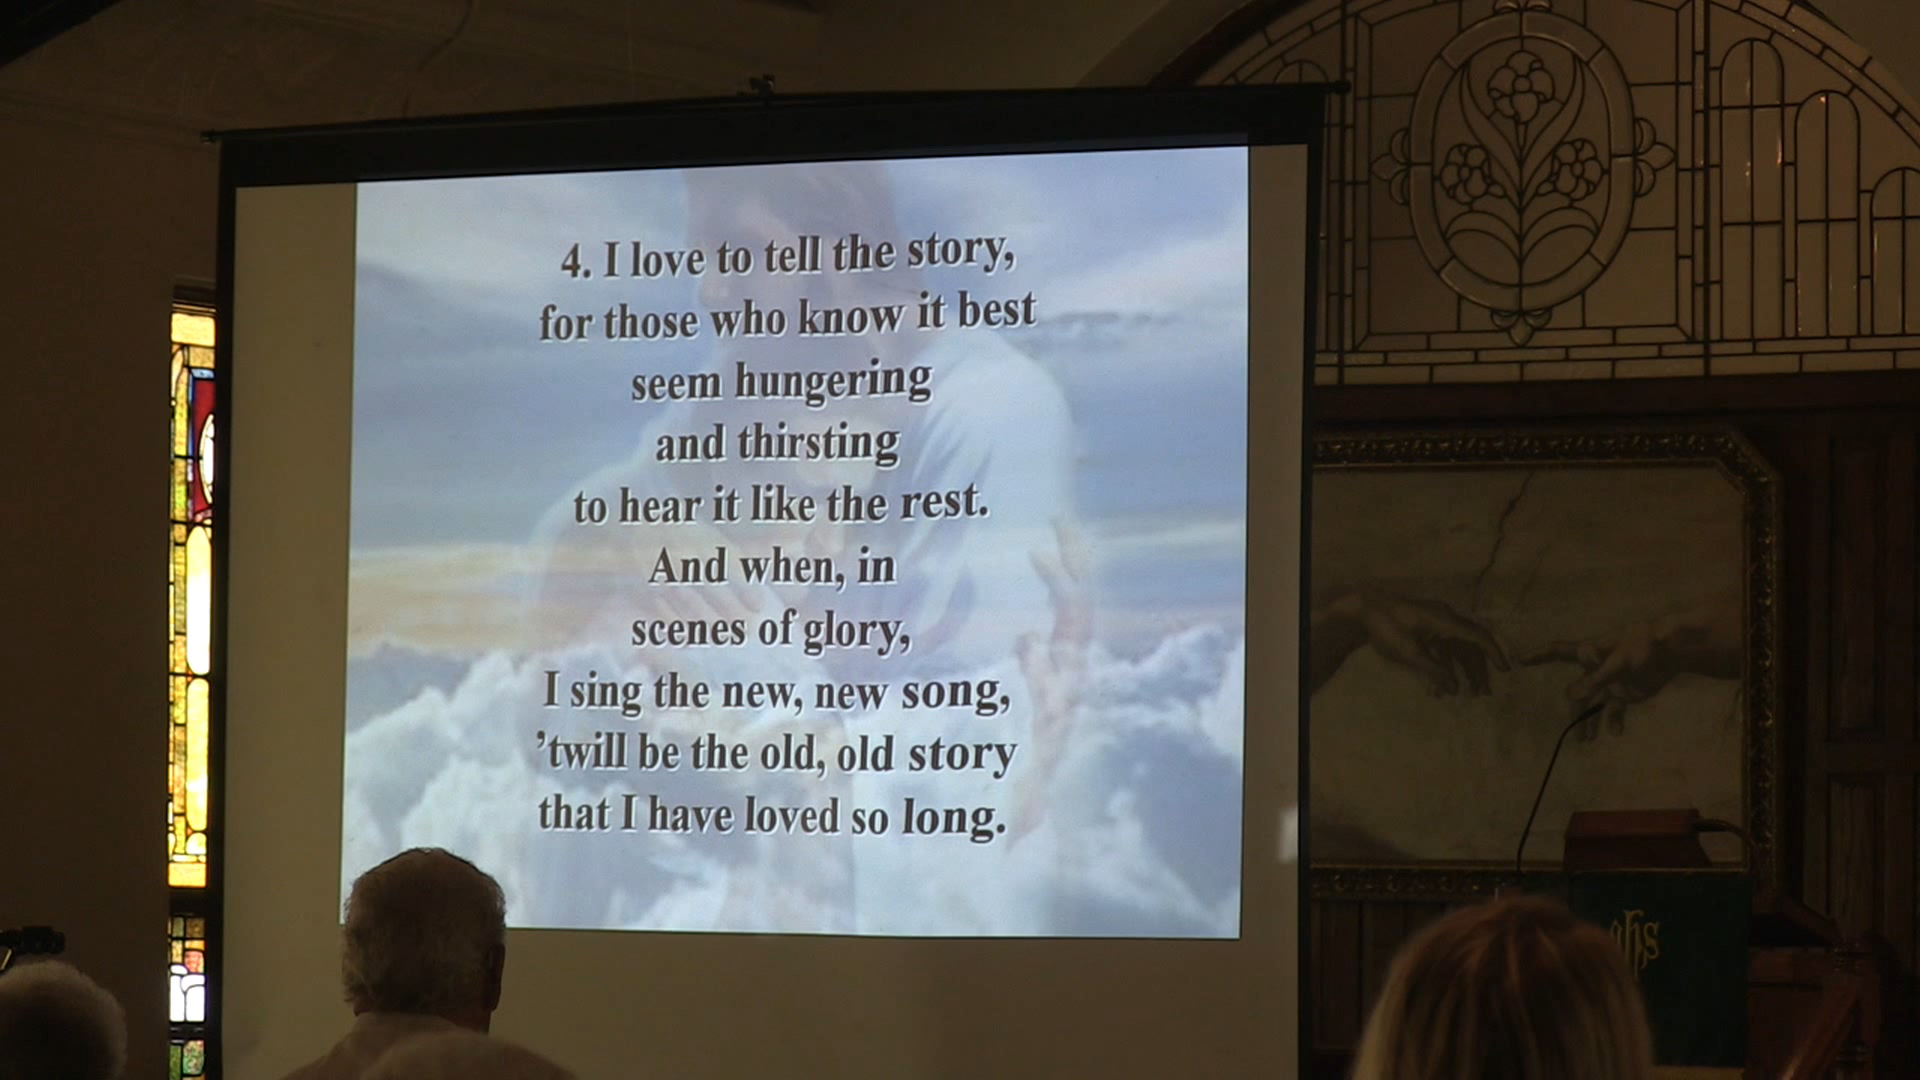 4. I love to tell the story,
for those who know it best
seem hungering
and thirsting
to hear it like the rest.
And when, in
scenes of glory,
I sing the new, new song,
’twill be the old, old story
that I have loved so long.
ihs